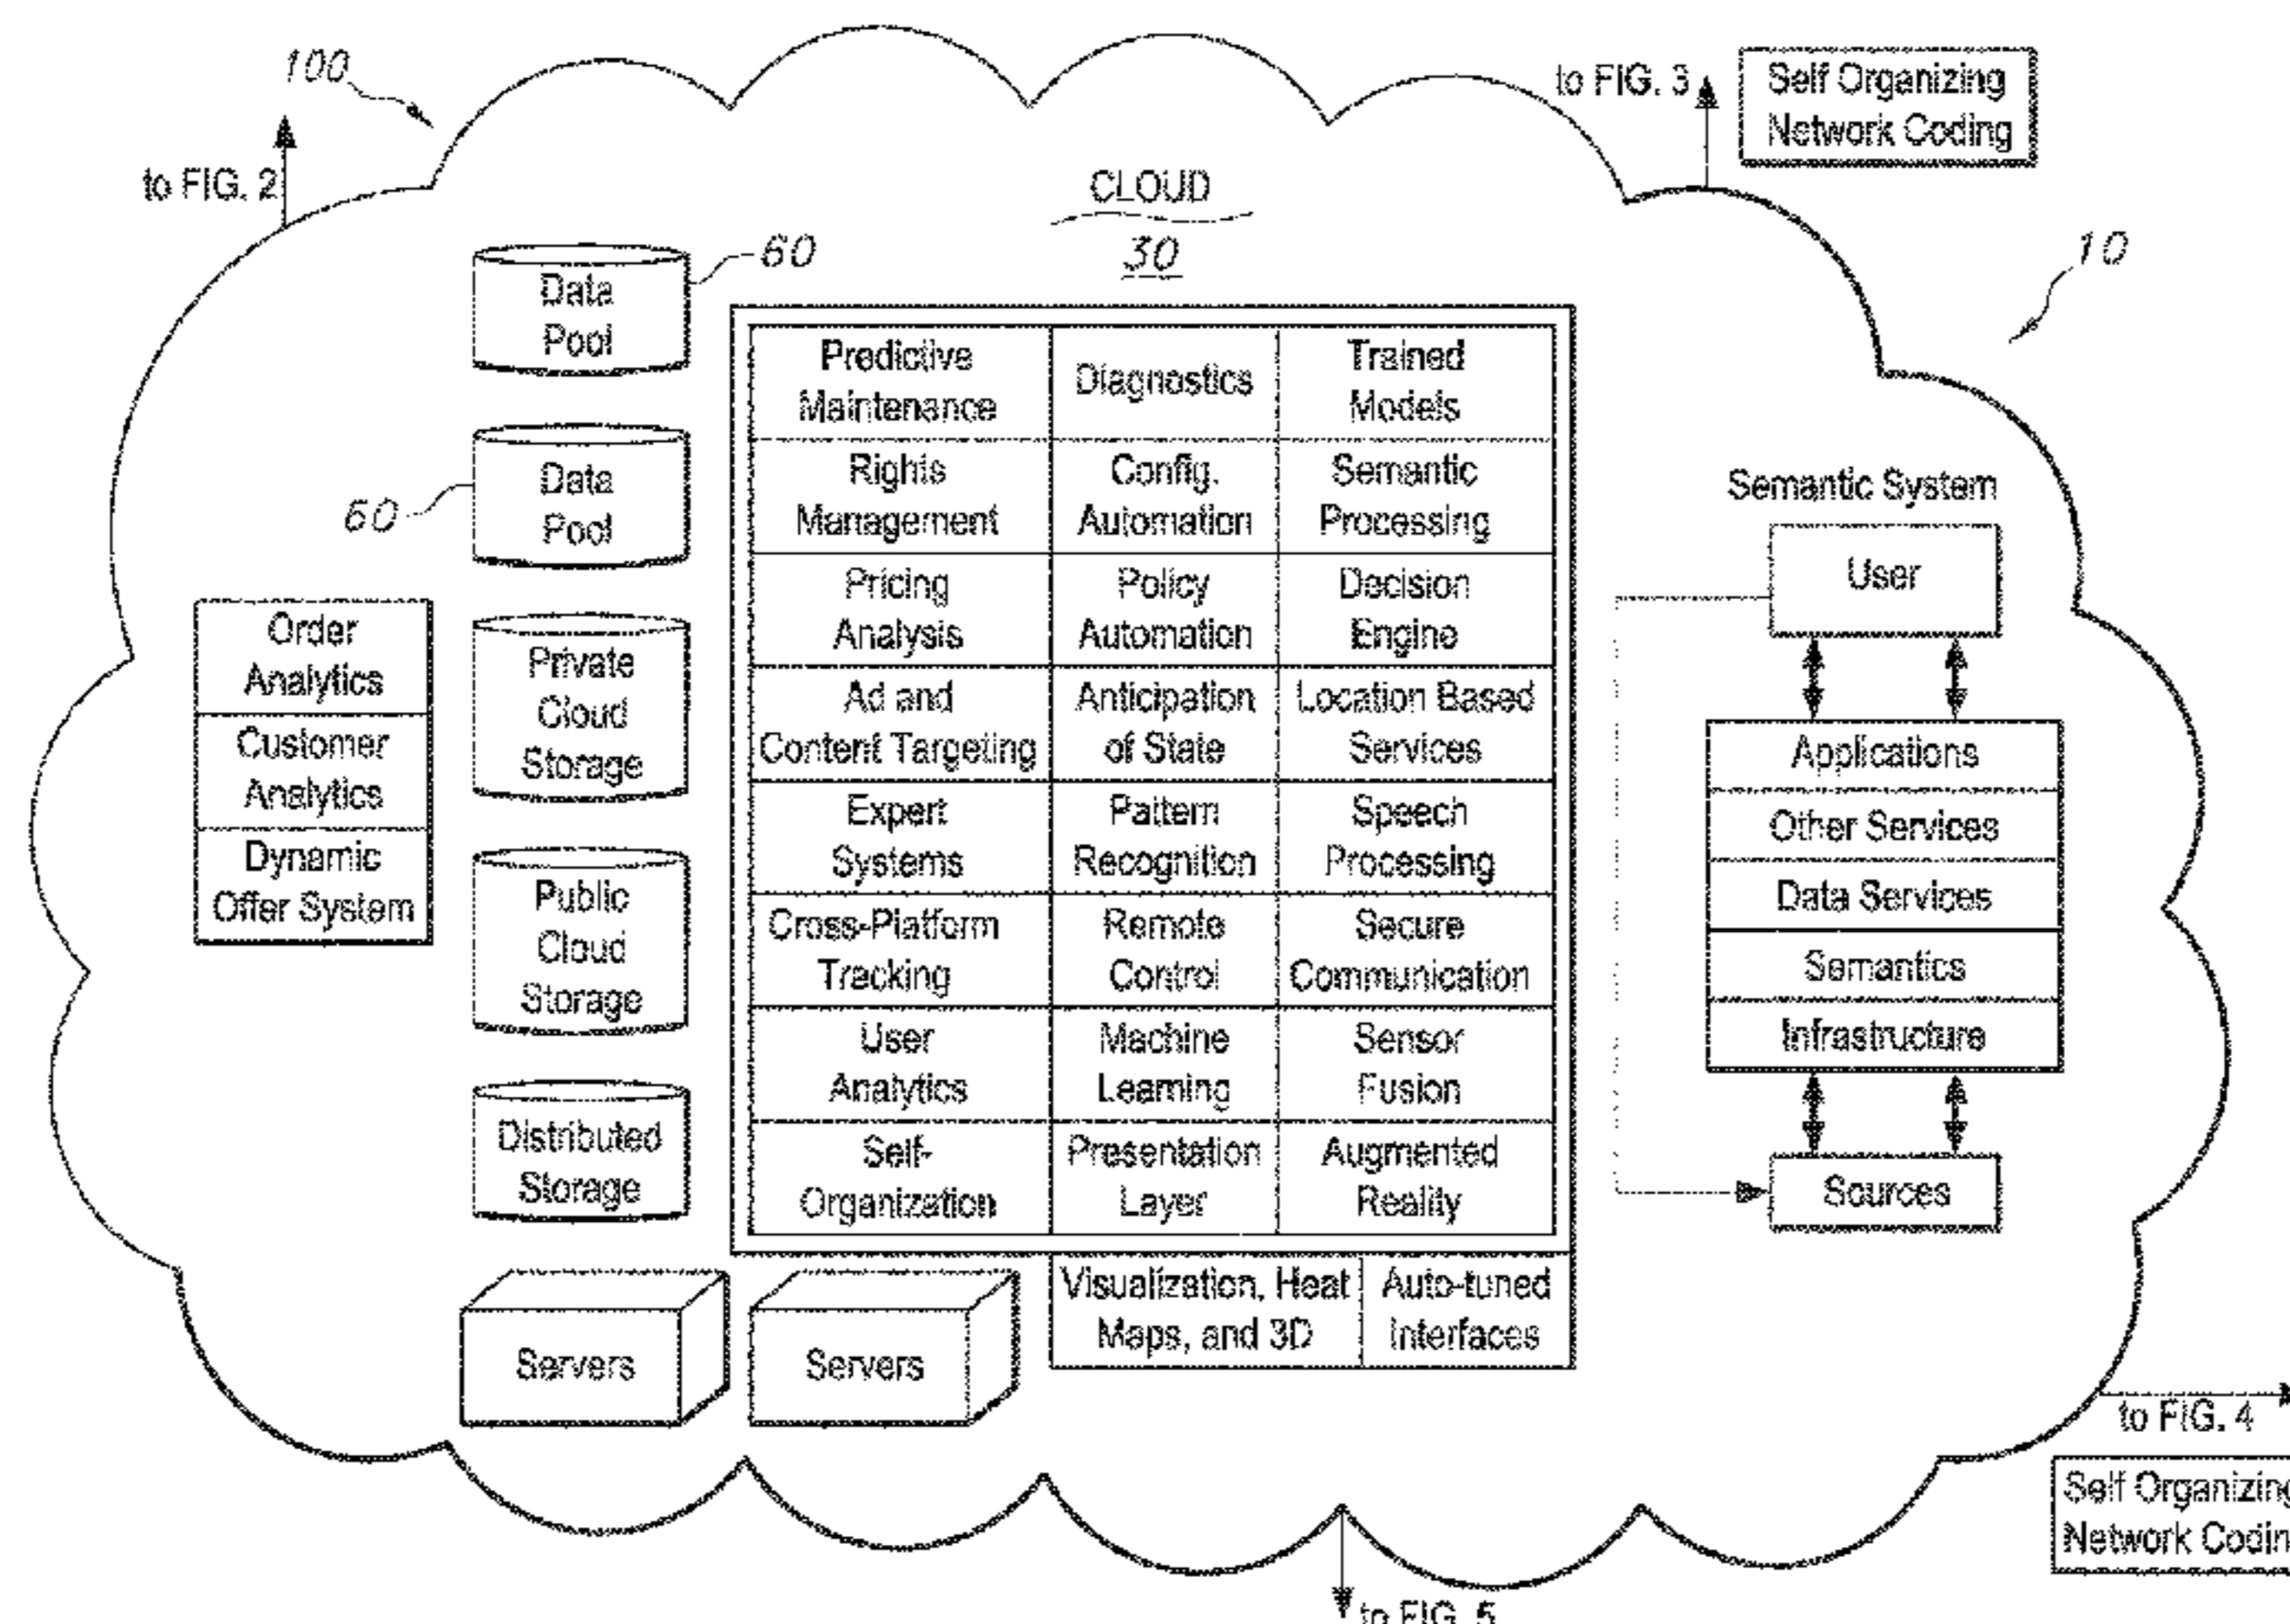 100
to FIG. 2
to FIG. 3
Self Organizing
Network Coding
CLOUD
30
10
Data
Pool
60
Data
Pool
60
Private
Cloud
Storage
Public
Cloud
Storage
Distributed
Storage
Order
Analytics
Customer
Analytics
Dynamic
Offer System
Predictive
Maintenance
Diagnostics
Trained
Models
Rights
Management
Config.
Automation
Semantic
Processing
Pricing
Analysis
Policy
Automation
Decision
Engine
Ad and
Content Targeting
Anticipation
of State
Location Based
Services
Expert
Systems
Pattern
Recognition
Speech
Processing
Cross-Platform
Tracking
Remote
Control
Secure
Communication
User
Analytics
Machine
Learning
Sensor
Fusion
Self-
Organization
Presentation
Layer
Augmented
Reality
Visualization, Heat
Maps, and 3D
Auto-tuned
Interfaces
Servers
Servers
Semantic System
User
Applications
Other Services
Data Services
Semantics
Infrastructure
Sources
to FIG. 4
Self Organizing
Network Codin
to FIG. 5